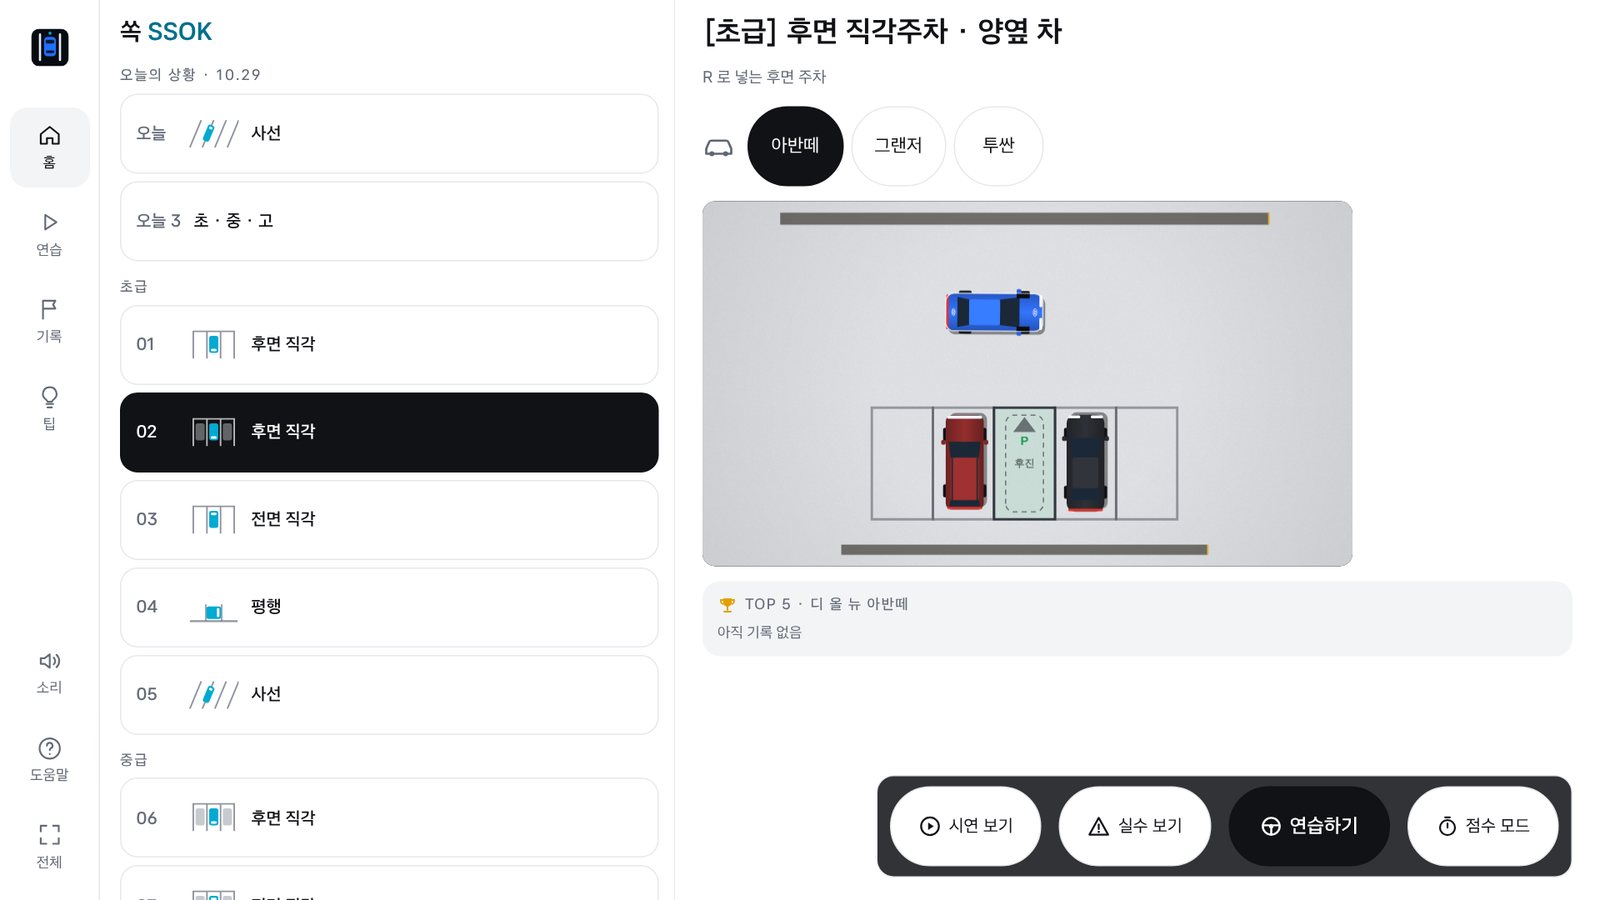 홈
연습
기록
팁
소리
도움말
전체
쏙 SSOK
오늘의 상황 · 10.29
오늘 사선
오늘 3 초 · 중 · 고
초급
01 후면 직각
02 후면 직각
03 전면 직각
04 평행
05 사선
중급
06 후면 직각
[초급] 후면 직각주차 · 양옆 차
R 로 넣는 후면 주차
아반떼 그랜저 투싼
P
후진
TOP 5 · 디 올 뉴 아반떼
아직 기록 없음
시연 보기 실수 보기 연습하기 점수 모드